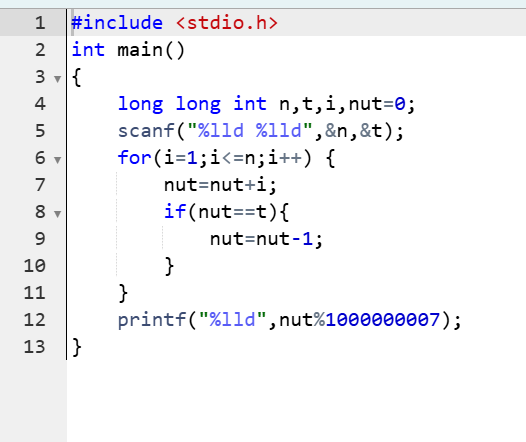 1 #include <stdio.h>
2 int main()
3 {
4     long long int n,t,i,nut=0;
5     scanf("%lld %lld",&n,&t);
6     for(i=1;i<=n;i++) {
7         nut=nut+i;
8         if(nut==t){
9             nut=nut-1;
10         }
11     }
12     printf("%lld",nut%1000000007);
13 }